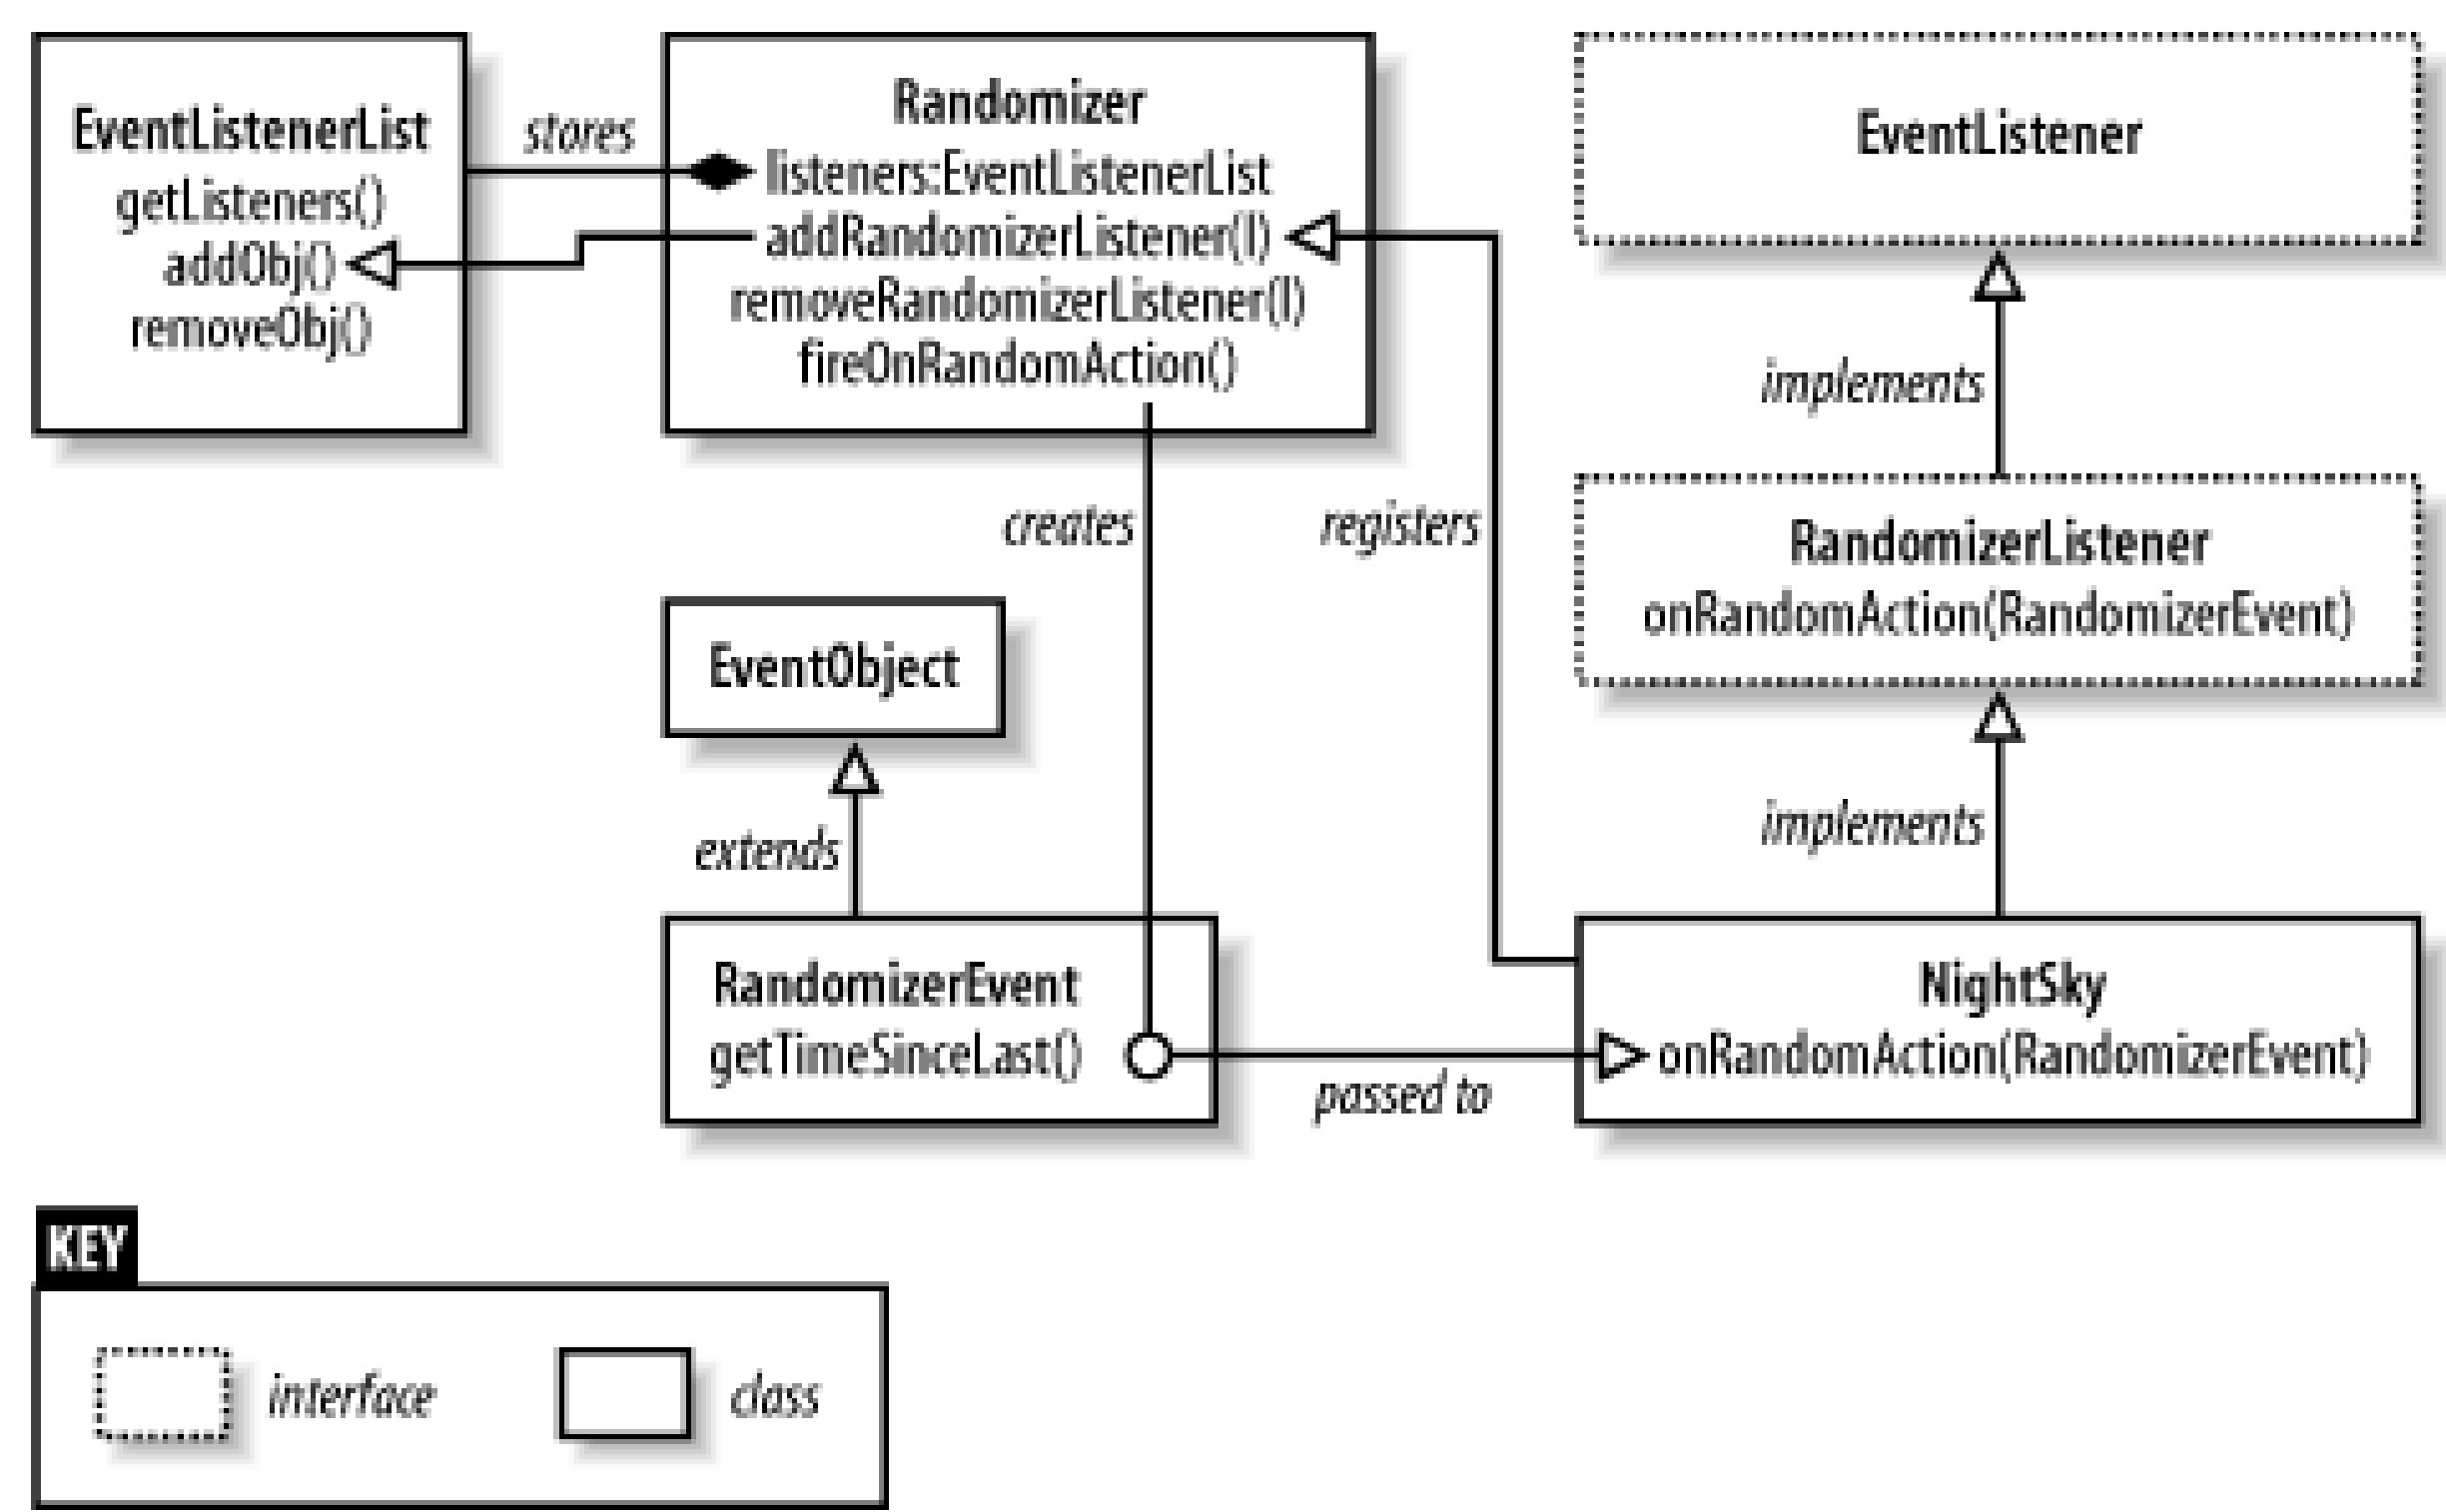 EventListenerList
getListeners()
addObj()
removeObj()
stores
Randomizer
listeners:EventListenerList
addRandomizerListener(l)
removeRandomizerListener(l)
fireOnRandomAction()
EventListener
implements
creates
registers
RandomizerListener
onRandomAction(RandomizerEvent)
EventObject
extends
implements
RandomizerEvent
getTimeSinceLast()
passed to
NightSky
onRandomAction(RandomizerEvent)
KEY
interface
class